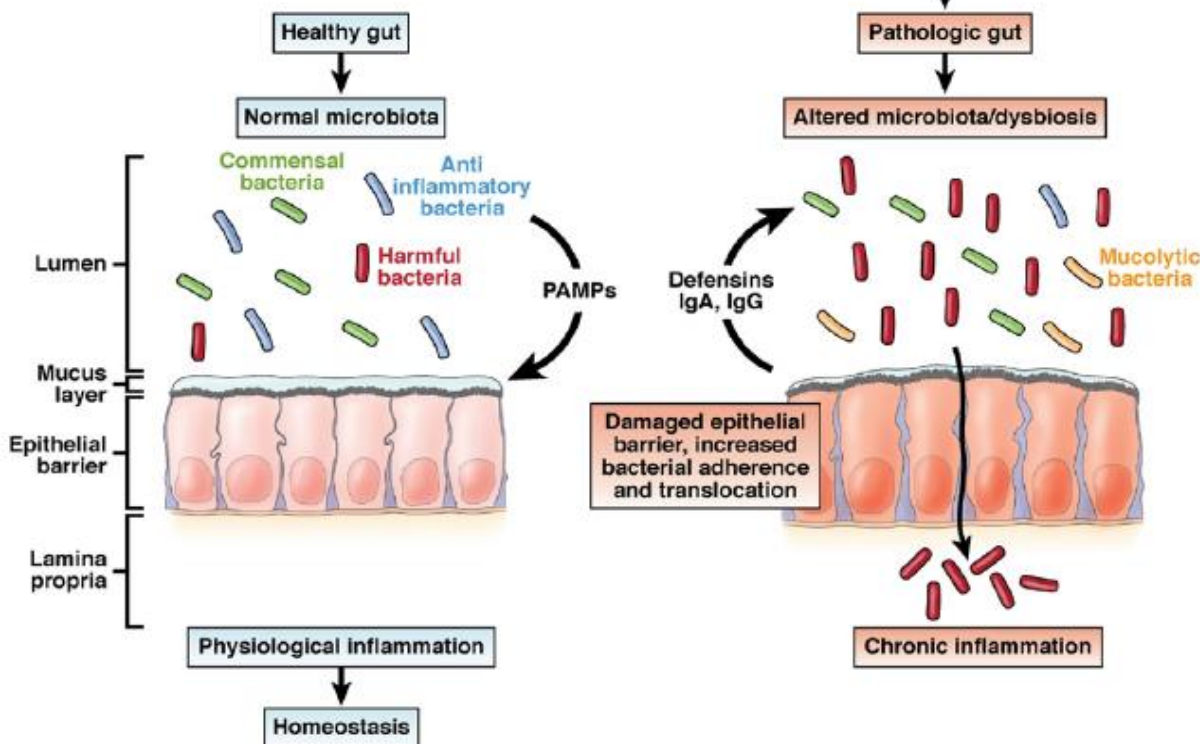 Healthy gut
Normal microbiota
Commensal
bacteria
Anti
inflammatory
bacteria
Harmful
bacteria
PAMPs
Lumen
Mucus
layer
Epithelial
barrier
Lamina
propria
Physiological inflammation
Homeostasis
Pathologic gut
Altered microbiota/dysbiosis
Defensins
IgA, IgG
Mucolytic
bacteria
Damaged epithelial
barrier, increased
bacterial adherence
and translocation
Chronic inflammation